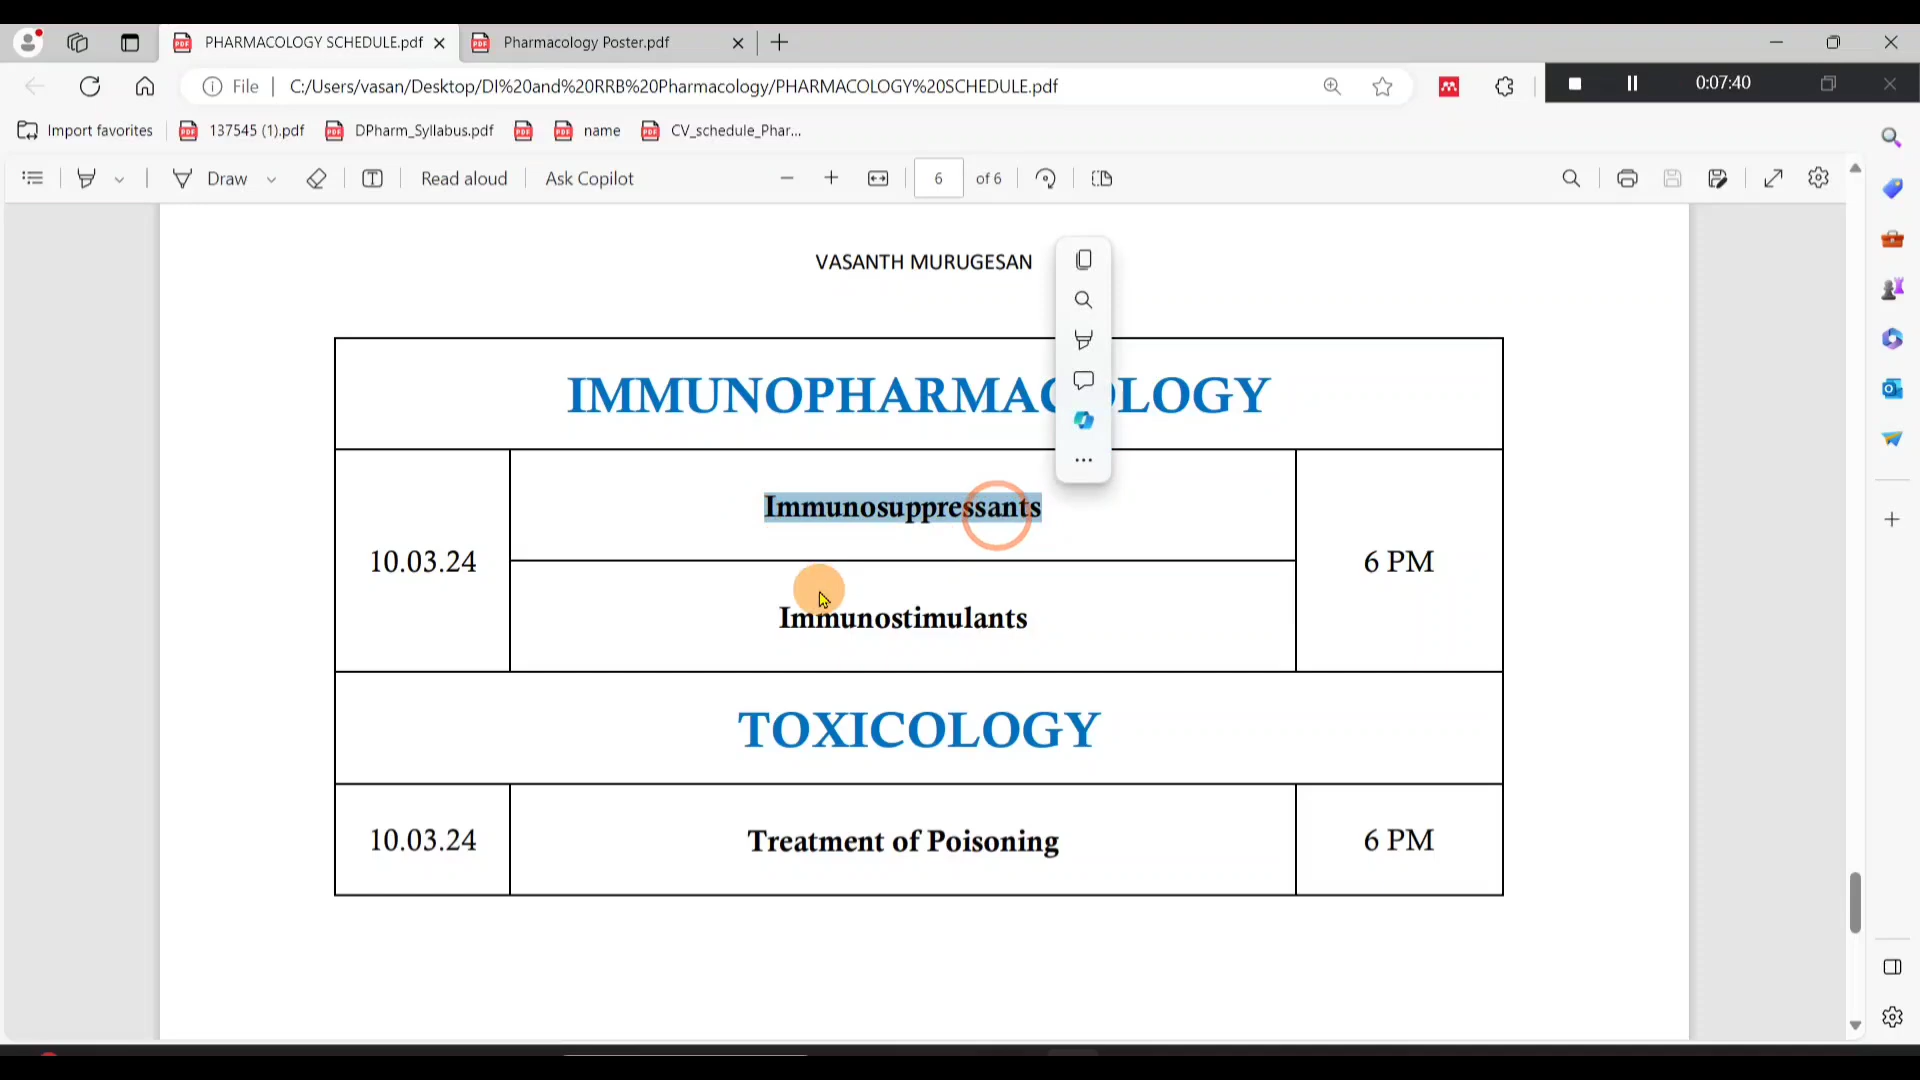 PHARMACOLOGY SCHEDULE.pdf
Pharmacology Poster.pdf
File
C:/Users/vasan/Desktop/DI%20and%20RRB%20Pharmacology/PHARMACOLOGY%20SCHEDULE.pdf
0:07:40
Import favorites
137545 (1).pdf
DPharm_Syllabus.pdf
name
CV_schedule_Phar...
Draw
Read aloud
Ask Copilot
6
of 6
VASANTH MURUGESAN
10.03.24
Immunosuppressants
6 PM
Immunostimulants
TOXICOLOGY
10.03.24
Treatment of Poisoning
6 PM